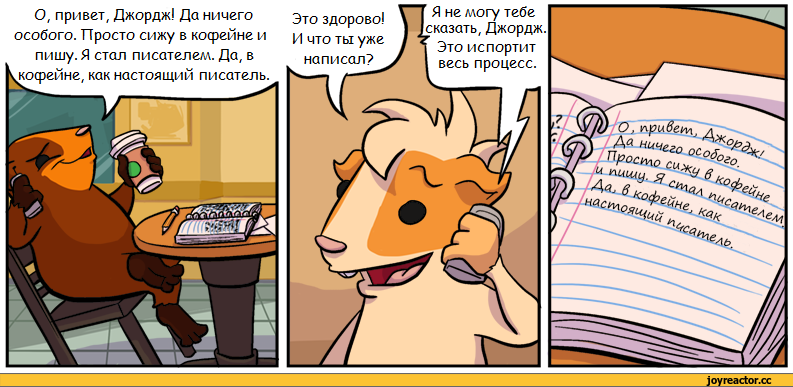 О, привет, Джордж! Да ничего
особого. Просто сижу в кофейне и
пишу. Я стал писателем. Да, в
кофейне, как настоящий писатель.
Это здорово!
И что ты уже
написал?
Я не могу тебе
сказать, Джордж.
Это испортит
весь процесс.
О, привет, Джордж!
Да ничего особого.
Просто сижу в кофейне
и пишу. Я стал писателем.
Да, в кофейне, как
настоящий писатель.
joyreactor.cc